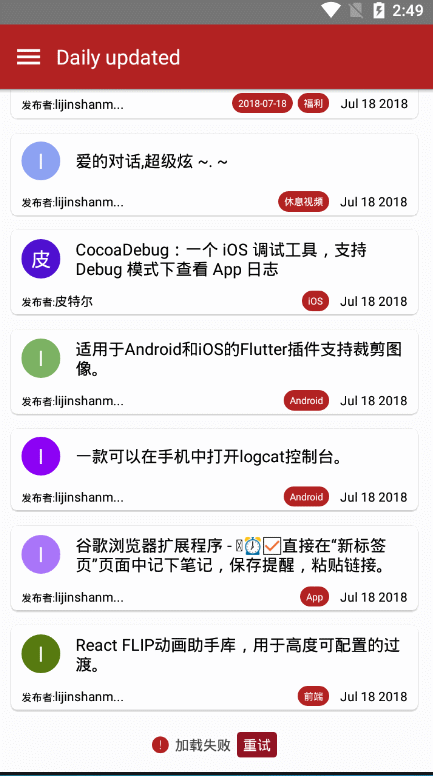 2:49
Daily updated
发布者:lijinshanm... 2018-07-18 福利 Jul 18 2018
l
爱的对话,超级炫 ~. ~
发布者:lijinshanm... 休息视频 Jul 18 2018
皮
CocoaDebug：一个 iOS 调试工具，支持
Debug 模式下查看 App 日志
发布者:皮特尔 iOS Jul 18 2018
l
适用于Android和iOS的Flutter插件支持裁剪图
像。
发布者:lijinshanm... Android Jul 18 2018
l
一款可以在手机中打开logcat控制台。
发布者:lijinshanm... Android Jul 18 2018
l
谷歌浏览器扩展程序 - ⏰✅直接在“新标签
页”页面中记下笔记，保存提醒，粘贴链接。
发布者:lijinshanm... App Jul 18 2018
l
React FLIP动画助手库，用于高度可配置的过
渡。
发布者:lijinshanm... 前端 Jul 18 2018
! 加载失败 重试